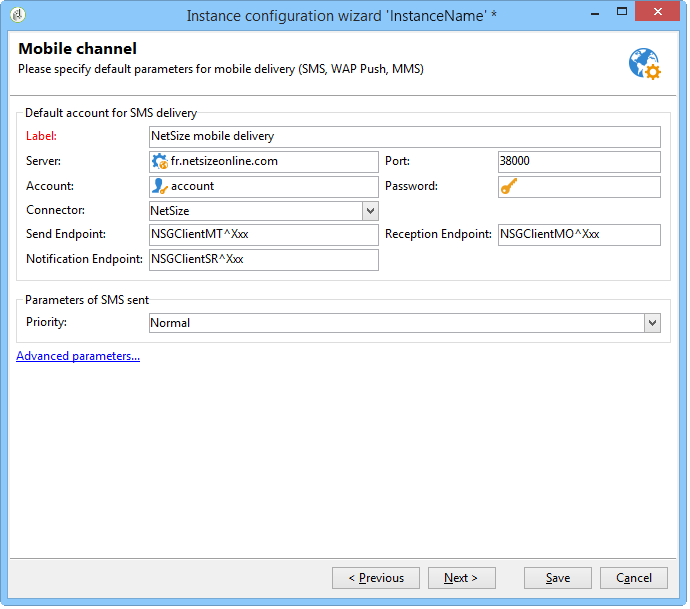 Instance configuration wizard 'InstanceName' *
Mobile channel
Please specify default parameters for mobile delivery (SMS, WAP Push, MMS)
Default account for SMS delivery
Label: NetSize mobile delivery
Server: fr.netsizeonline.com Port: 38000
Account: account Password:
Connector: NetSize
Send Endpoint: NSGClientMT^Xxx Reception Endpoint: NSGClientMO^Xxx
Notification Endpoint: NSGClientSR^Xxx
Parameters of SMS sent
Priority: Normal
Advanced parameters...
< Previous Next > Save Cancel